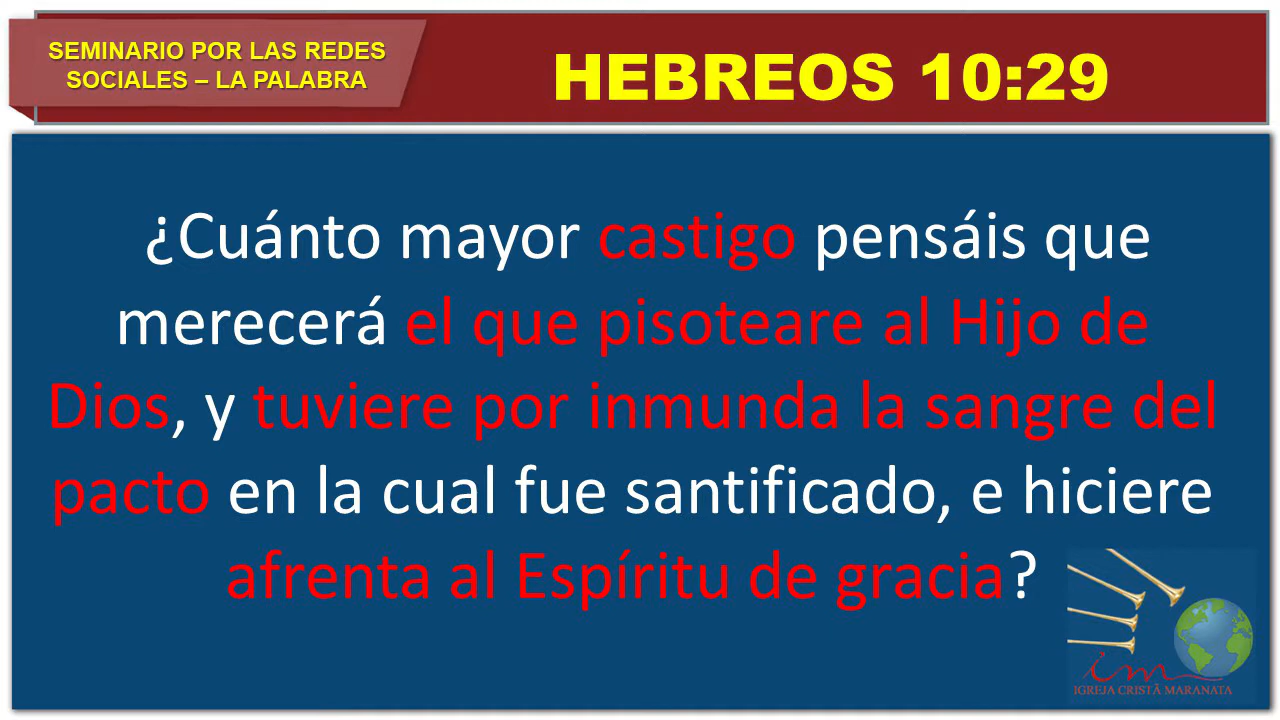 SEMINARIO POR LAS REDES
SOCIALES – LA PALABRA
HEBREOS 10:29
¿Cuánto mayor castigo pensáis que
merecerá el que pisoteare al Hijo de
Dios, y tuviere por inmunda la sangre del
pacto en la cual fue santificado, e hiciere
afrenta al Espíritu de gracia?
im
IGREJA CRISTÃ MARANATA